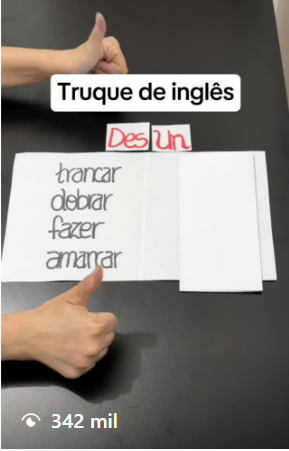 Truque de inglês
Des Un
trancar
dobrar
fazer
amarrar
342 mil